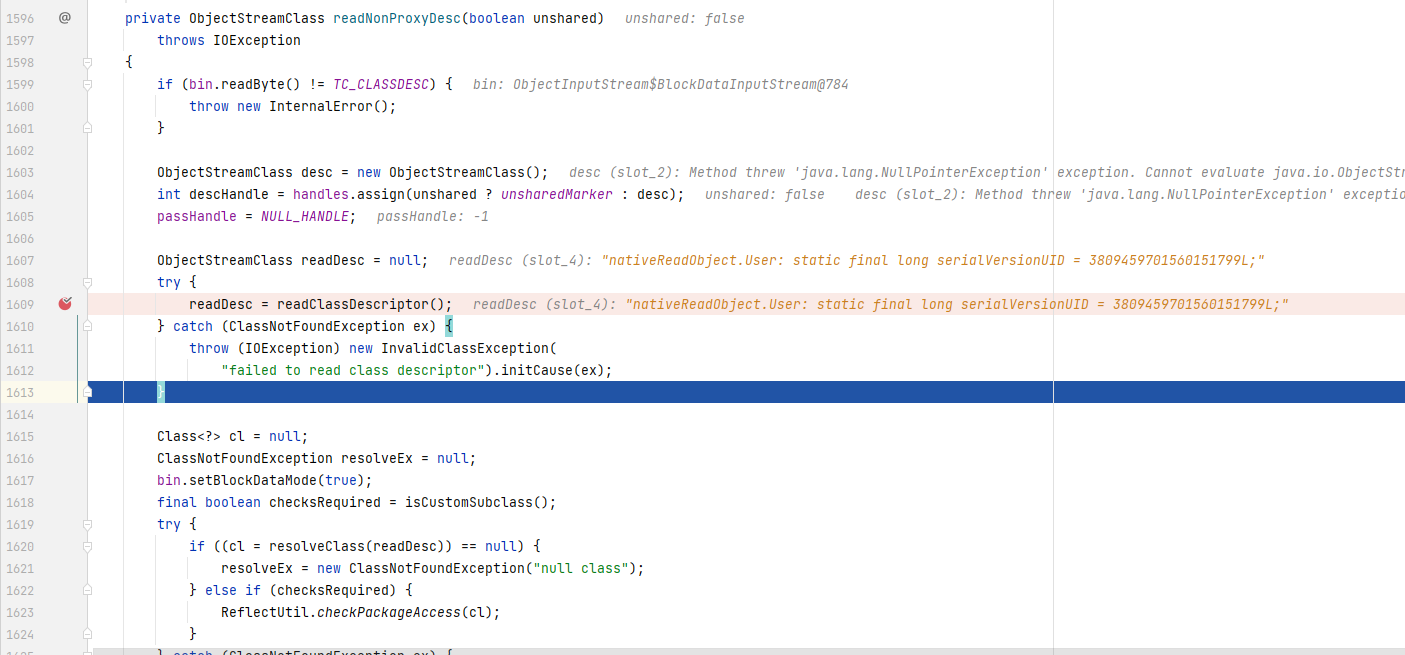 1596 @ private ObjectStreamClass readNonProxyDesc(boolean unshared) unshared: false
1597 throws IOException
1598 {
1599 if (bin.readByte() != TC_CLASSDESC) { bin: ObjectInputStream$BlockDataInputStream@784
1600 throw new InternalError();
1601 }
1602
1603 ObjectStreamClass desc = new ObjectStreamClass(); desc (slot_2): Method threw 'java.lang.NullPointerException' exception. Cannot evaluate java.io.ObjectStr
1604 int descHandle = handles.assign(unshared ? unsharedMarker : desc); unshared: false desc (slot_2): Method threw 'java.lang.NullPointerException' exceptio
1605 passHandle = NULL_HANDLE; passHandle: -1
1606
1607 ObjectStreamClass readDesc = null; readDesc (slot_4): "nativeReadObject.User: static final long serialVersionUID = 3809459701560151799L;"
1608 try {
1609 readDesc = readClassDescriptor(); readDesc (slot_4): "nativeReadObject.User: static final long serialVersionUID = 3809459701560151799L;"
1610 } catch (ClassNotFoundException ex) {
1611 throw (IOException) new InvalidClassException(
1612 "failed to read class descriptor").initCause(ex);
1613 }
1614
1615 Class<?> cl = null;
1616 ClassNotFoundException resolveEx = null;
1617 bin.setBlockDataMode(true);
1618 final boolean checksRequired = isCustomSubclass();
1619 try {
1620 if ((cl = resolveClass(readDesc)) == null) {
1621 resolveEx = new ClassNotFoundException("null class");
1622 } else if (checksRequired) {
1623 ReflectUtil.checkPackageAccess(cl);
1624 }
1625 } catch (ClassNotFoundException ex) {